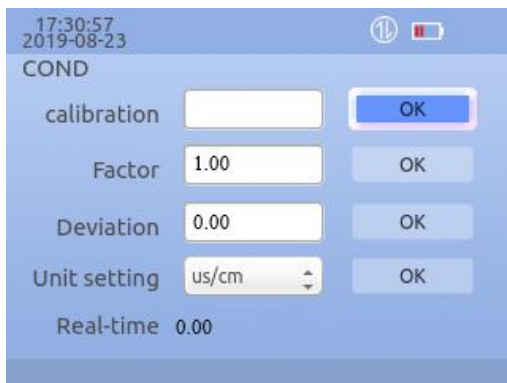 17:30:57
2019-08-23
COND
calibration OK
Factor 1.00 OK
Deviation 0.00 OK
Unit setting us/cm OK
Real-time 0.00